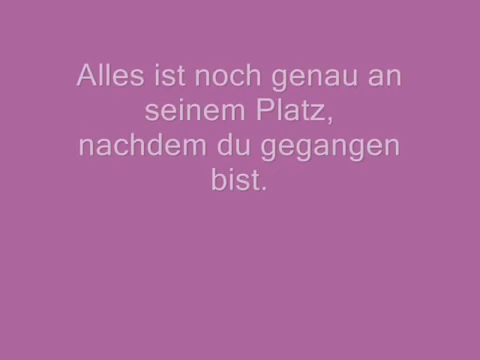 Alles ist noch genau an
seinem Platz,
nachdem du gegangen
bist.